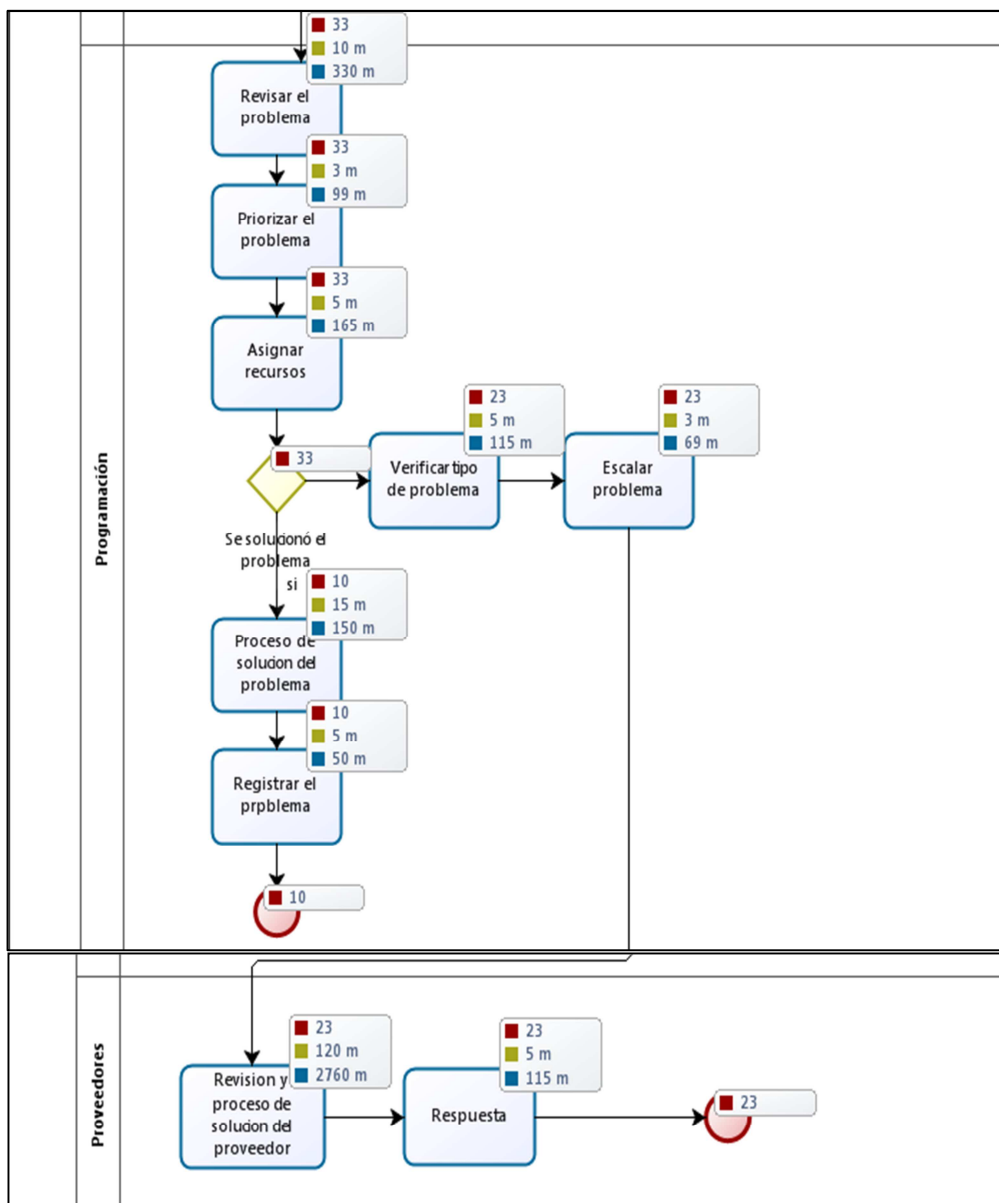 Programación
33
10 m
330 m
Revisar el
problema
33
3 m
99 m
Priorizar el
problema
33
5 m
165 m
Asignar
recursos
33
23
5 m
115 m
Verificar tipo
de problema
23
3 m
69 m
Escalar
problema
Se solucionó el
problema
si
10
15 m
150 m
Proceso de
solucion del
problema
10
5 m
50 m
Registrar el
prpblema
10
Proveedores
23
120 m
2760 m
Revision y
proceso de
solucion del
proveedor
23
5 m
115 m
Respuesta
23